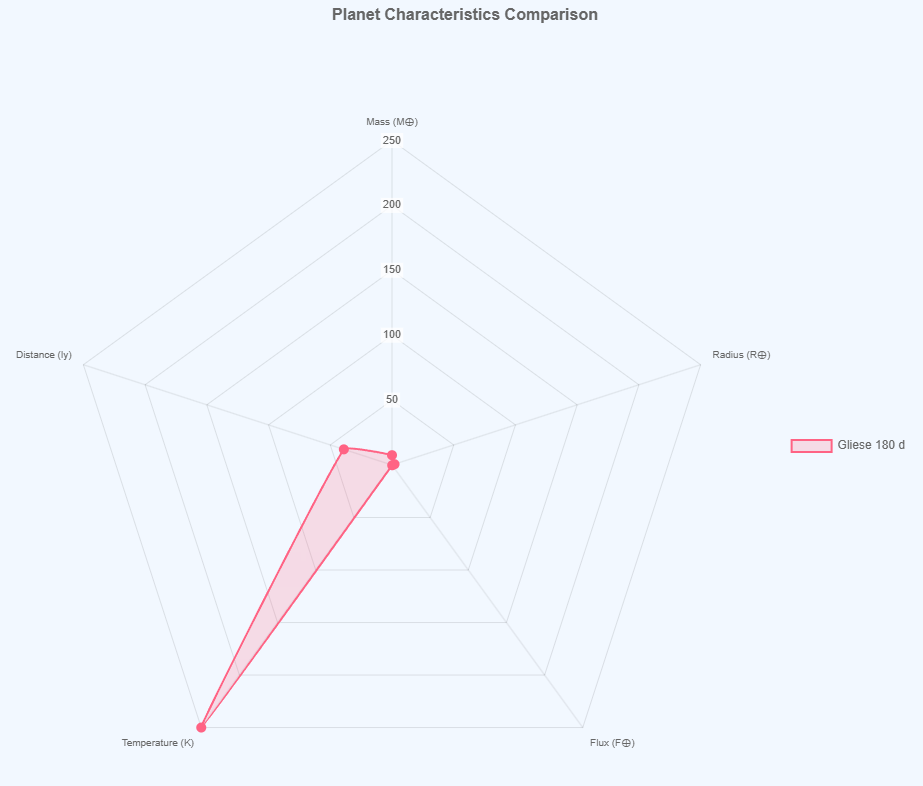 Planet Characteristics Comparison
Mass (M⊕)
250
200
150
100
50
Distance (ly)
Radius (R⊕)
Gliese 180 d
Temperature (K)
Flux (F⊕)